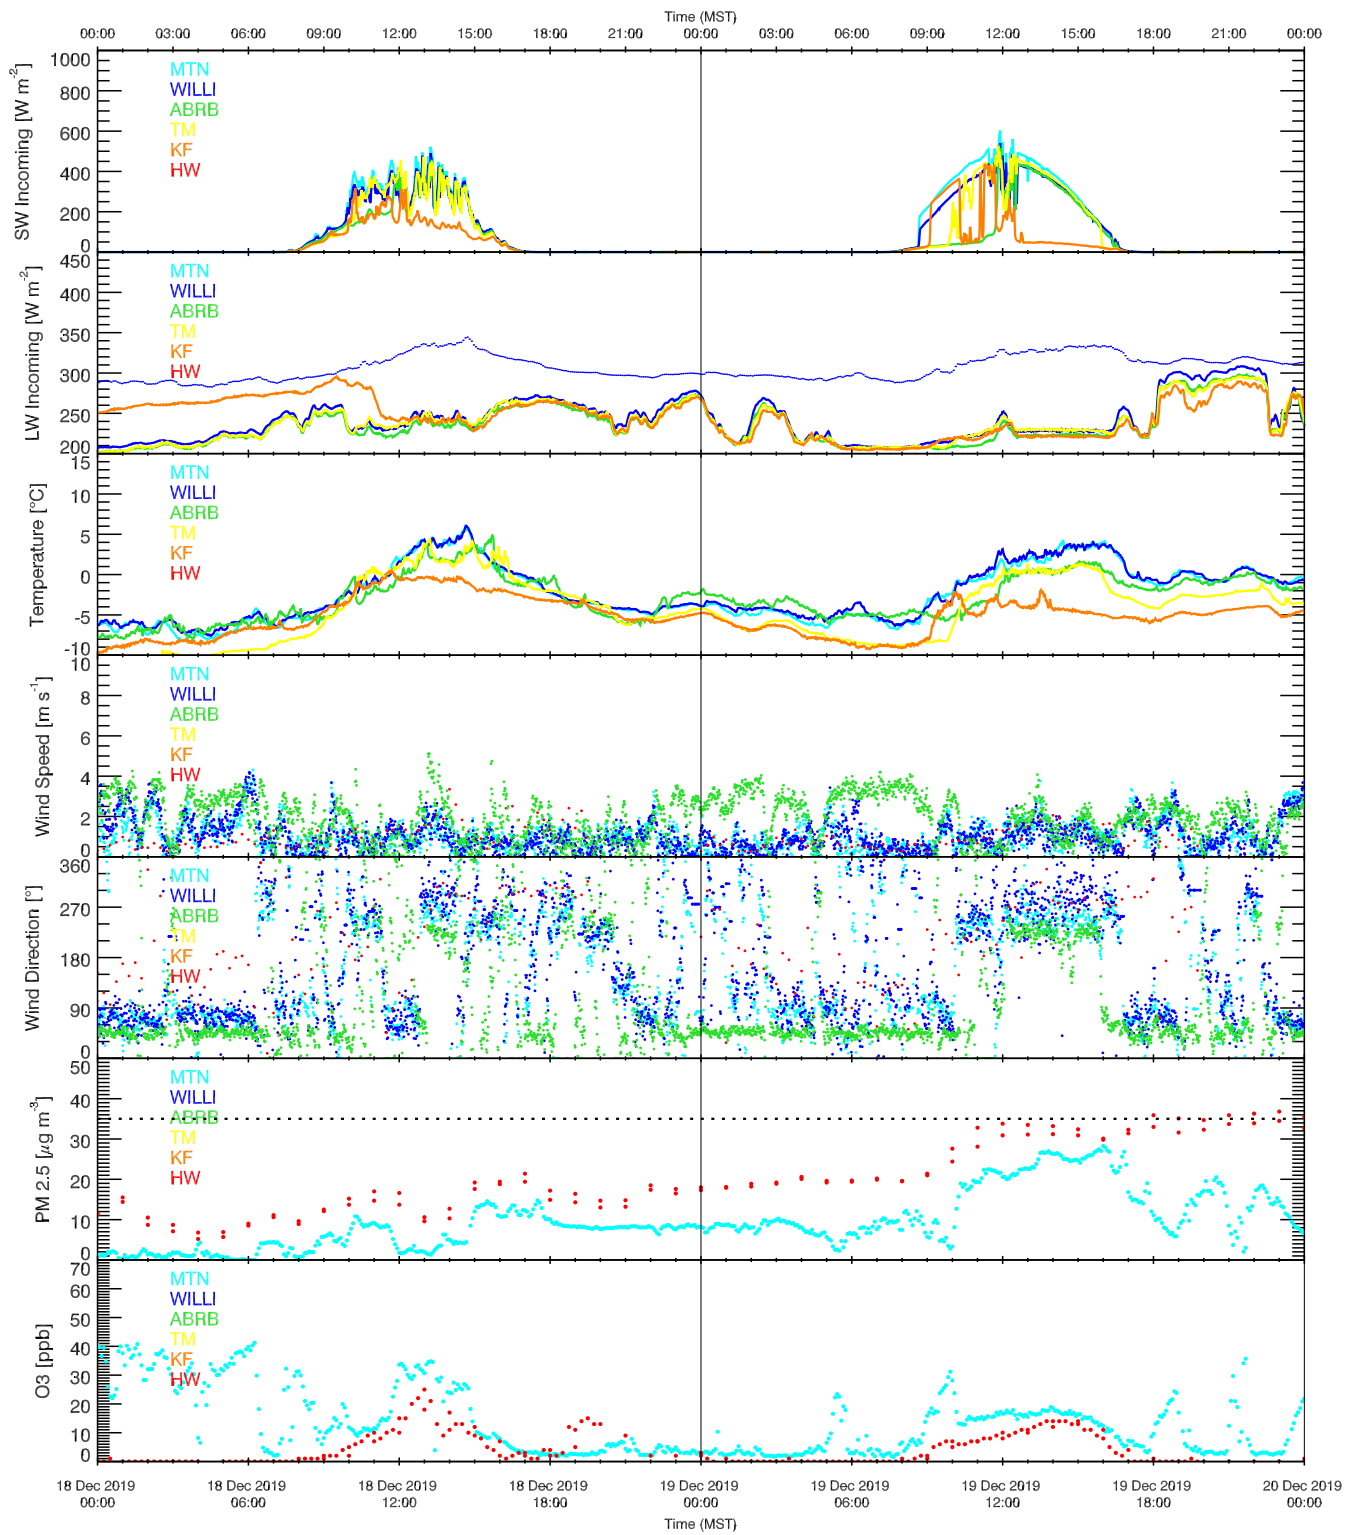 Time (MST)
00:00 03:00 06:00 09:00 12:00 15:00 18:00 21:00 00:00 03:00 06:00 09:00 12:00 15:00 18:00 21:00 00:00
SW Incoming [W m-2]
1000
800
600
400
200
0
MTN
WILLI
ABRB
TM
KF
HW
LW Incoming [W m-2]
450
400
350
300
250
200
MTN
WILLI
ABRB
TM
KF
HW
Temperature [°C]
15
10
5
0
-5
-10
MTN
WILLI
ABRB
TM
KF
HW
Wind Speed [m s-1]
10
8
6
4
2
0
MTN
WILLI
ABRB
TM
KF
HW
Wind Direction [°]
360
270
180
90
0
MTN
WILLI
ABRB
TM
KF
HW
PM 2.5 [μg m-3]
50
40
30
20
10
0
MTN
WILLI
ABRB
TM
KF
HW
O3 [ppb]
70
60
50
40
30
20
10
0
MTN
WILLI
ABRB
TM
KF
HW
18 Dec 2019 18 Dec 2019 18 Dec 2019 18 Dec 2019 19 Dec 2019 19 Dec 2019 19 Dec 2019 19 Dec 2019 20 Dec 2019
00:00 06:00 12:00 18:00 00:00 06:00 12:00 18:00 00:00
Time (MST)